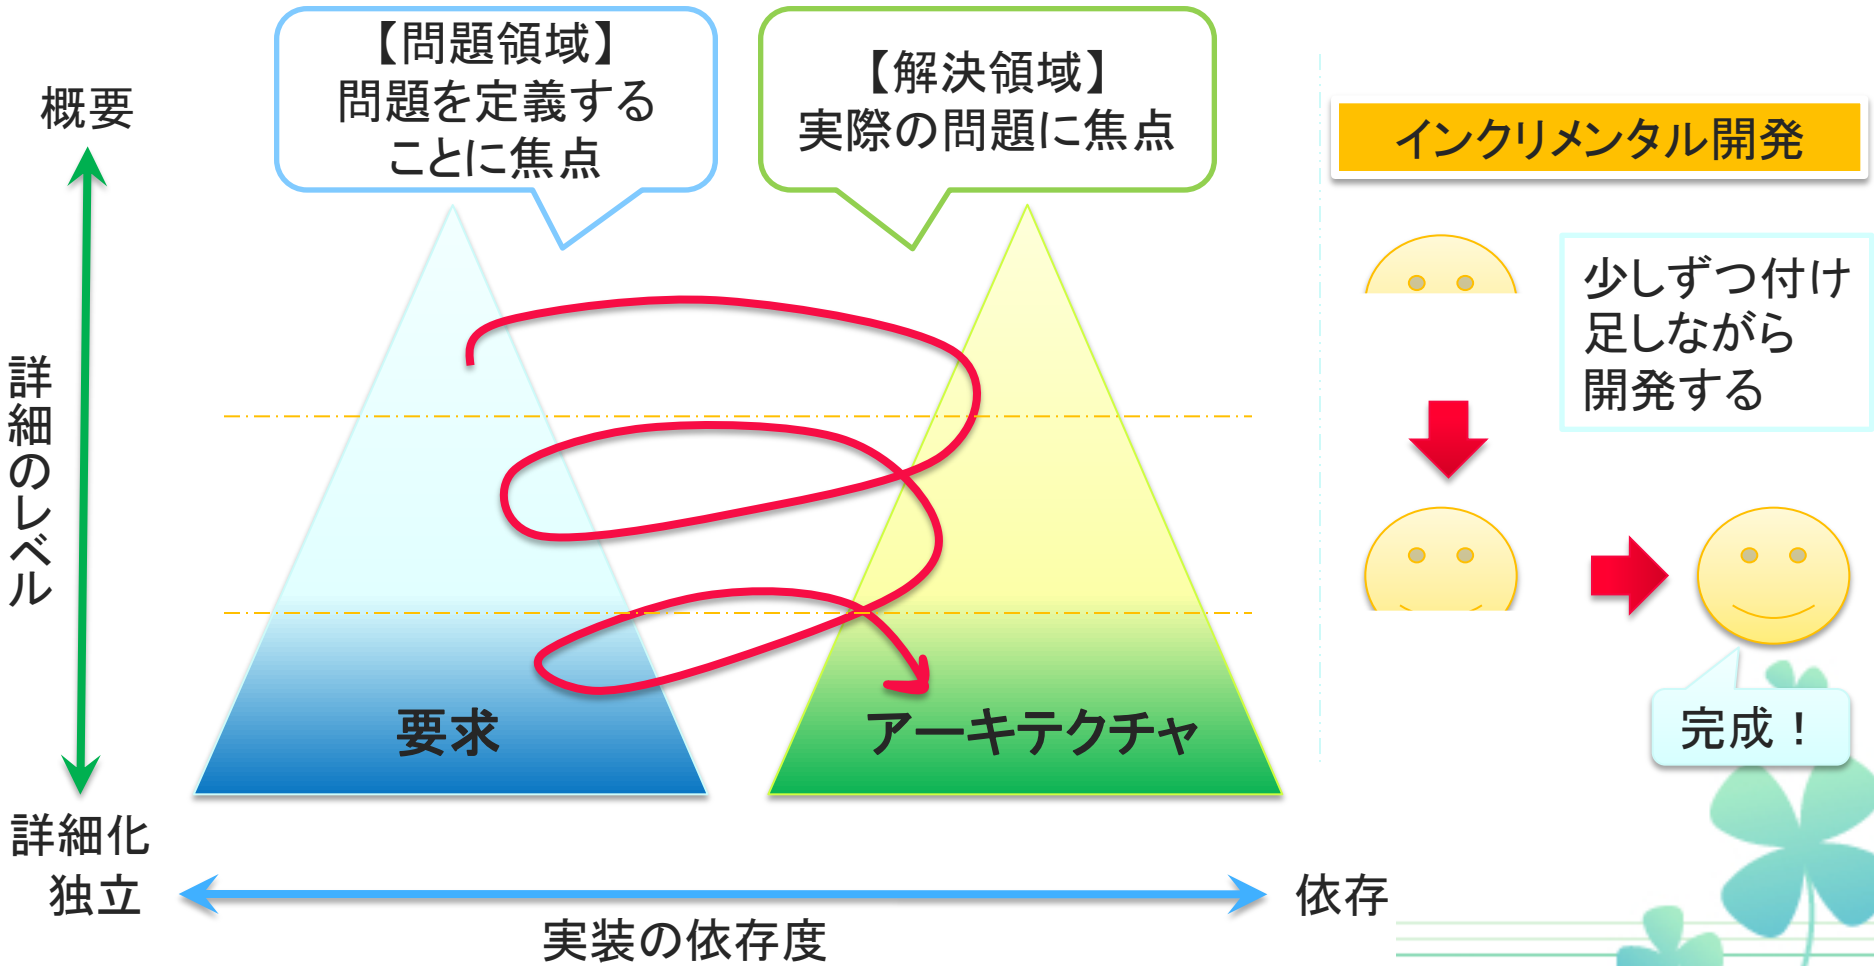 【問題領域】
問題を定義する
ことに焦点
【解決領域】
実際の問題に焦点
概要
詳細のレベル
詳細化
独立
実装の依存度
依存
要求
アーキテクチャ
インクリメンタル開発
少しずつ付け
足しながら
開発する
完成！